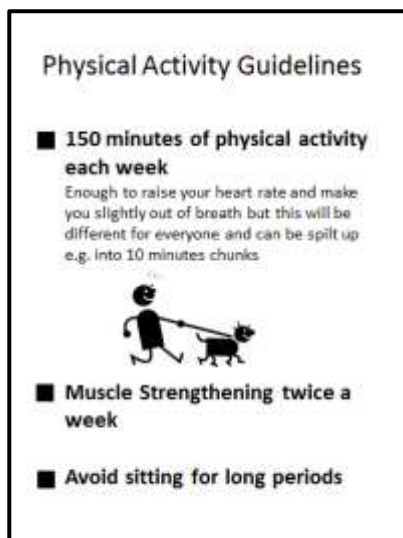 Physical Activity Guidelines
150 minutes of physical activity
each week
Enough to raise your heart rate and make
you slightly out of breath but this will be
different for everyone and can be spilt up
e.g. into 10 minutes chunks
Muscle Strengthening twice a
week
Avoid sitting for long periods